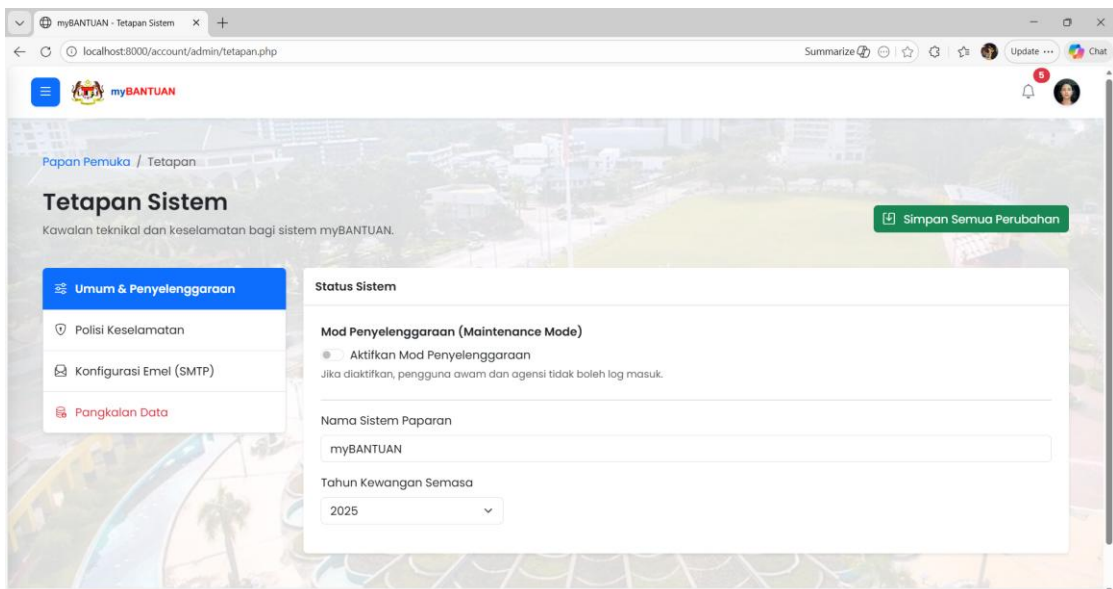 myBANTUAN - Tetapan Sistem
localhost:8000/account/admin/tetapan.php
Summarize
Update
Chat
myBANTUAN
5
Papan Pemuka / Tetapan
Tetapan Sistem
Kawalan teknikal dan keselamatan bagi sistem myBANTUAN.
Simpan Semua Perubahan
Umum & Penyelenggaraan
Polisi Keselamatan
Konfigurasi Emel (SMTP)
Pangkalan Data
Status Sistem
Mod Penyelenggaraan (Maintenance Mode)
Aktifkan Mod Penyelenggaraan
Jika diaktifkan, pengguna awam dan agensi tidak boleh log masuk.
Nama Sistem Paparan
myBANTUAN
Tahun Kewangan Semasa
2025